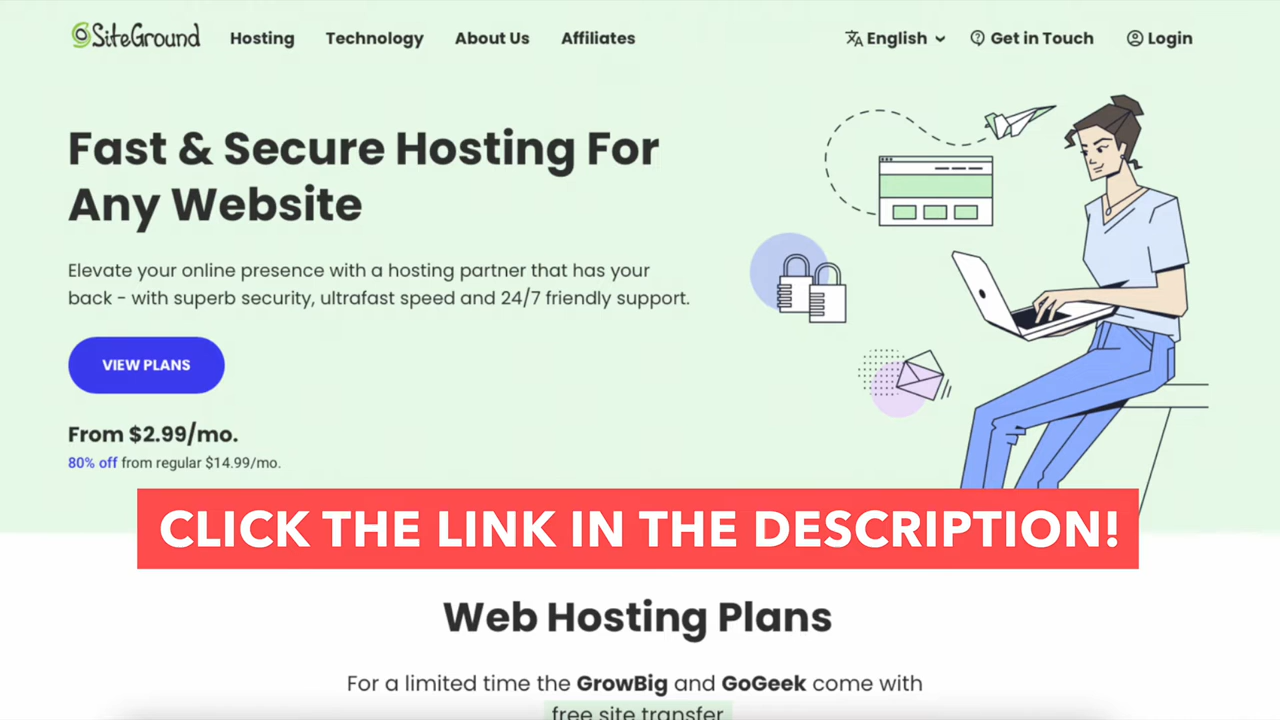 SiteGround Hosting Technology About Us Affiliates English Get in Touch Login
Fast & Secure Hosting For
Any Website
Elevate your online presence with a hosting partner that has your
back - with superb security, ultrafast speed and 24/7 friendly support.
VIEW PLANS
From $2.99/mo.
80% off from regular $14.99/mo.
CLICK THE LINK IN THE DESCRIPTION!
Web Hosting Plans
For a limited time the GrowBig and GoGeek come with
free site transfer